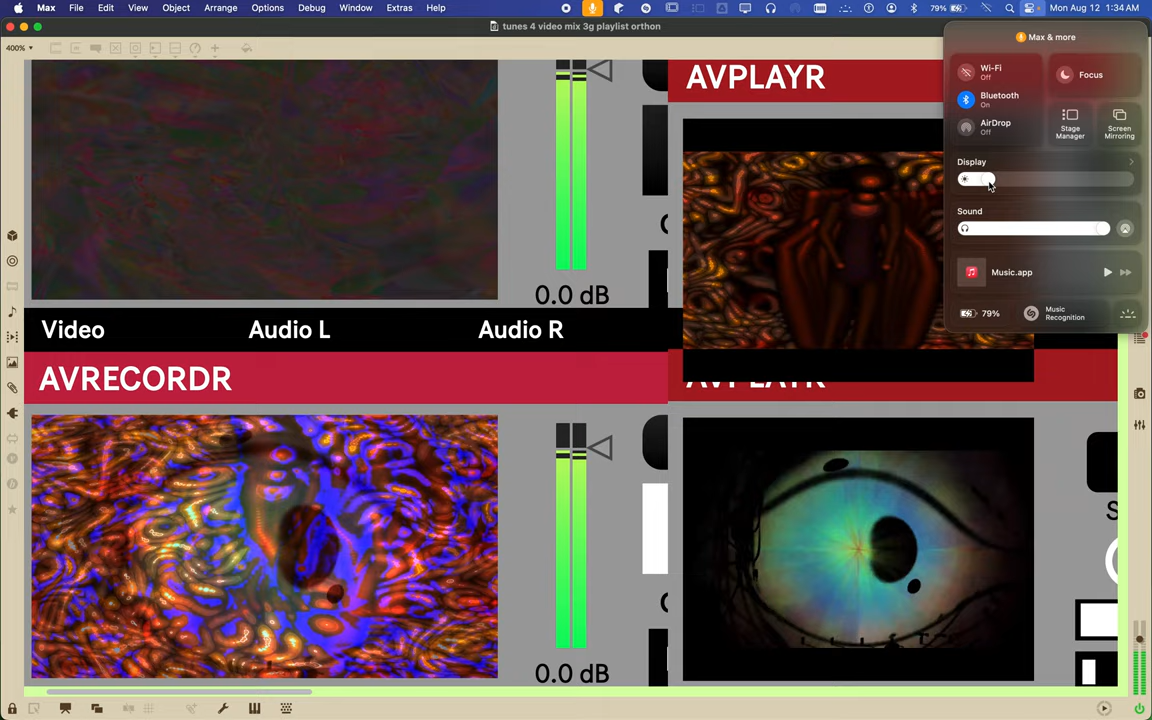 Max File Edit View Object Arrange Options Debug Window Extras Help
79% Mon Aug 12 1:34 AM
tunes 4 video mix 3g playlist orthon
400%
Max & more
Wi-Fi
Off
Focus
Bluetooth
On
AirDrop
Off
Stage
Manager
Screen
Mirroring
Display
Sound
Music.app
79%
Music
Recognition
AVPLAYR
0.0 dB
Video Audio L Audio R
AVRECORDR
AVPLAYR
0.0 dB